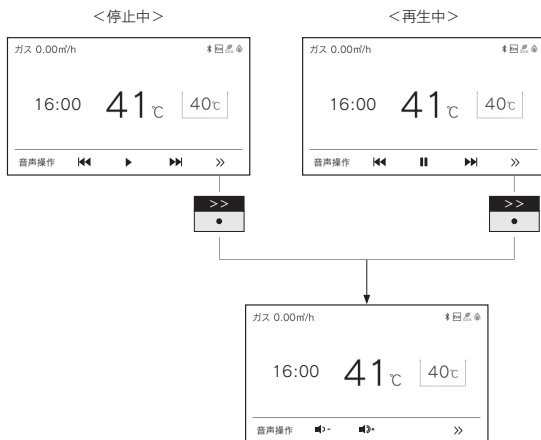 <停止中>
ガス 0.00㎥/h
16:00 41℃ 40℃
音声操作 ⏮ ▶ ⏭ »
>>
<再生中>
ガス 0.00㎥/h
16:00 41℃ 40℃
音声操作 ⏮ ⏸ ⏭ »
>>
ガス 0.00㎥/h
16:00 41℃ 40℃
音声操作 - + »